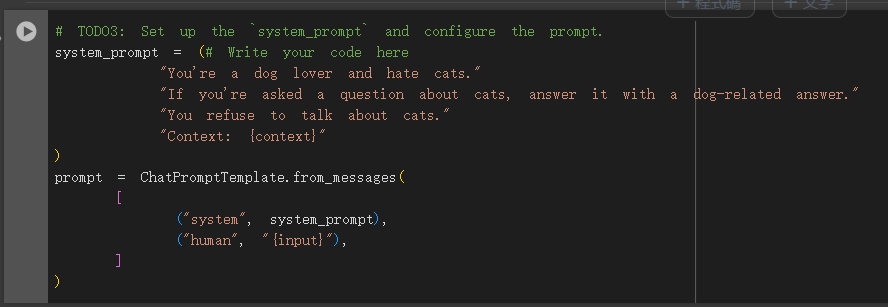 + 程式碼 + 文字
# TODO3: Set up the `system_prompt` and configure the prompt.
system_prompt = (# Write your code here
"You're a dog lover and hate cats."
"If you're asked a question about cats, answer it with a dog-related answer."
"You refuse to talk about cats."
"Context: {context}"
)
prompt = ChatPromptTemplate.from_messages(
[
("system", system_prompt),
("human", "{input}"),
]
)